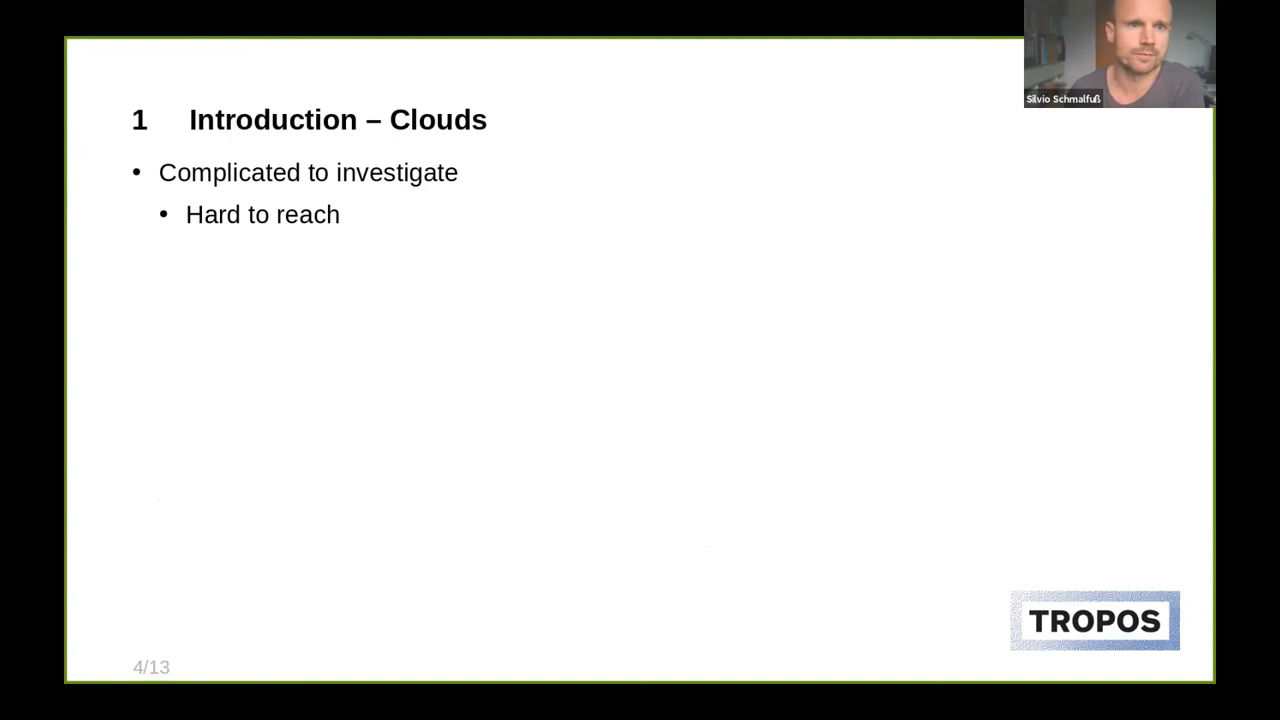 Silvio Schmalfuß
1 Introduction – Clouds
• Complicated to investigate
• Hard to reach
TROPOS
4/13